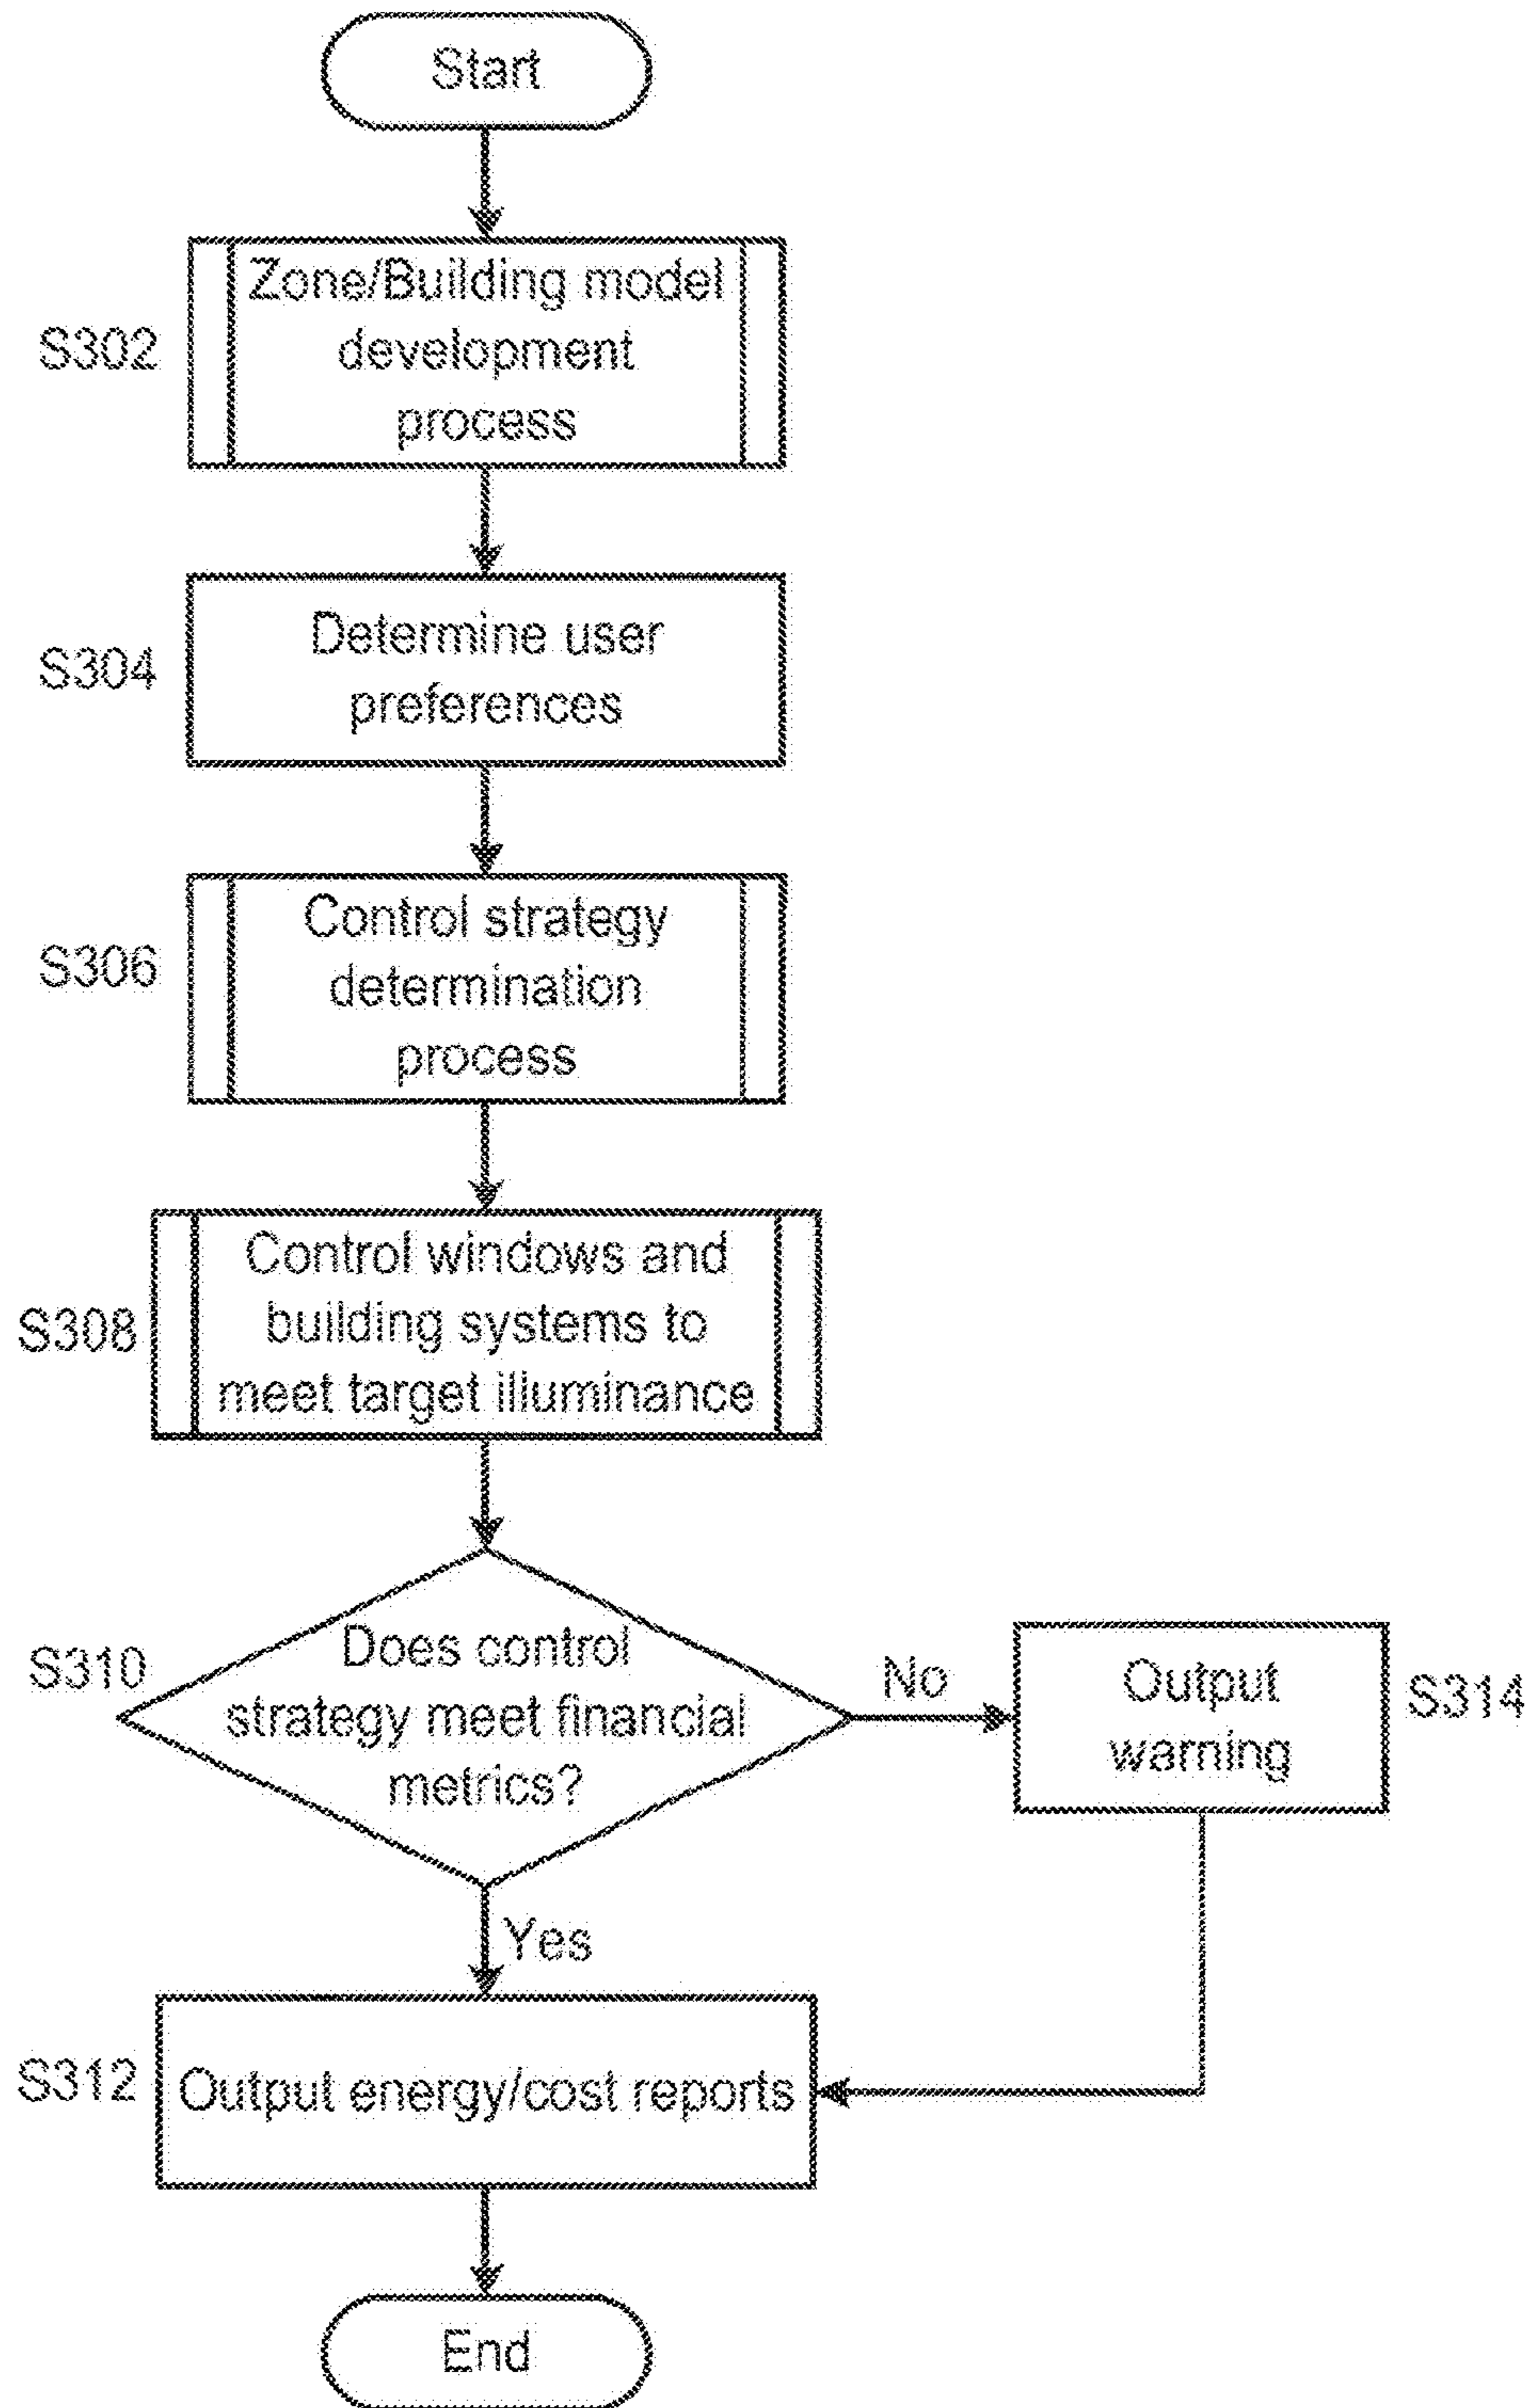 Start
S302
Zone/Building model
development
process
S304
Determine user
preferences
S306
Control strategy
determination
process
S308
Control windows and
building systems to
meet target illuminance
S310
Does control
strategy meet financial
metrics?
No
Output
warning
S314
Yes
S312
Output energy/cost reports
End